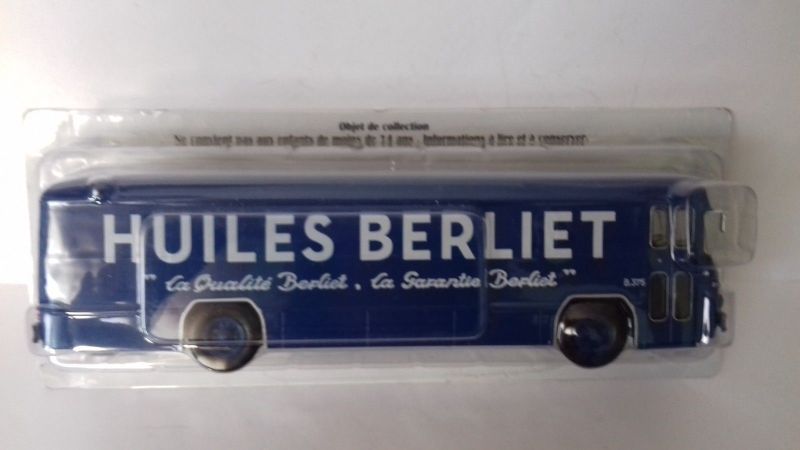 Objet de collection
Ne convient pas aux enfants de moins de 14 ans . Informations à lire et à conserver
HUILES BERLIET
" La Qualité Berliet , la Garantie Berliet "
D.375